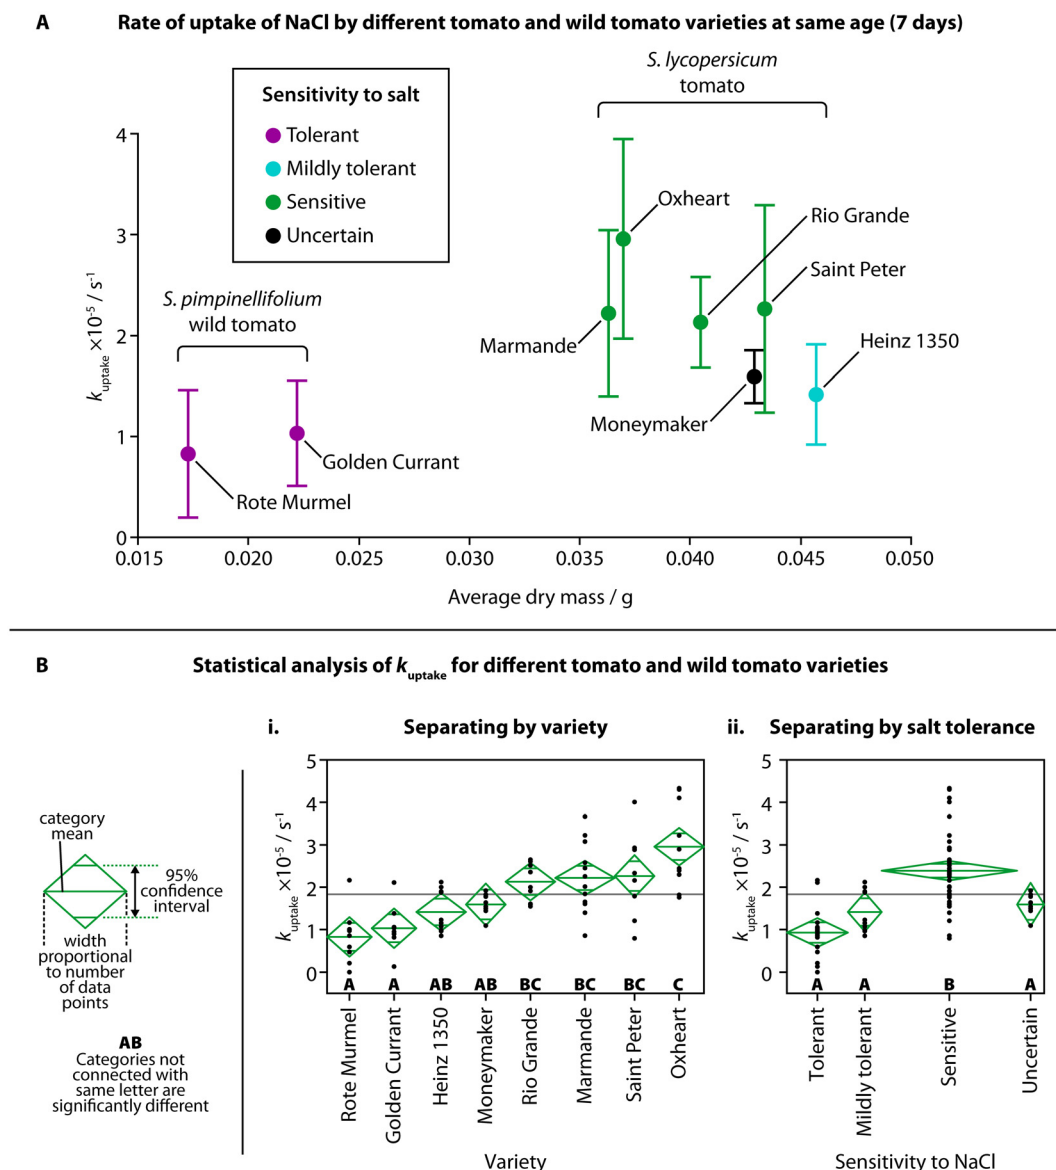 A
Rate of uptake of NaCl by different tomato and wild tomato varieties at same age (7 days)
Sensitivity to salt
Tolerant
Mildly tolerant
Sensitive
Uncertain
S. lycopersicum
tomato
S. pimpinellifolium
wild tomato
Oxheart
Rio Grande
Saint Peter
Heinz 1350
Marmande
Moneymaker
Golden Currant
Rote Murmel
k_uptake ×10⁻⁵ / s⁻¹
4
3
2
1
0
0.015 0.020 0.025 0.030 0.035 0.040 0.045 0.050
Average dry mass / g
B
Statistical analysis of k_uptake for different tomato and wild tomato varieties
category
mean
95%
confidence
interval
width
proportional
to number
of data
points
AB
Categories not
connected with
same letter are
significantly different
i.
Separating by variety
k_uptake ×10⁻⁵ / s⁻¹
5
4
3
2
1
0
A A AB AB BC BC BC C
Rote Murmel
Golden Currant
Heinz 1350
Moneymaker
Rio Grande
Marmande
Saint Peter
Oxheart
Variety
ii.
Separating by salt tolerance
k_uptake ×10⁻⁵ / s⁻¹
5
4
3
2
1
0
A A B A
Tolerant
Mildly tolerant
Sensitive
Uncertain
Sensitivity to NaCl